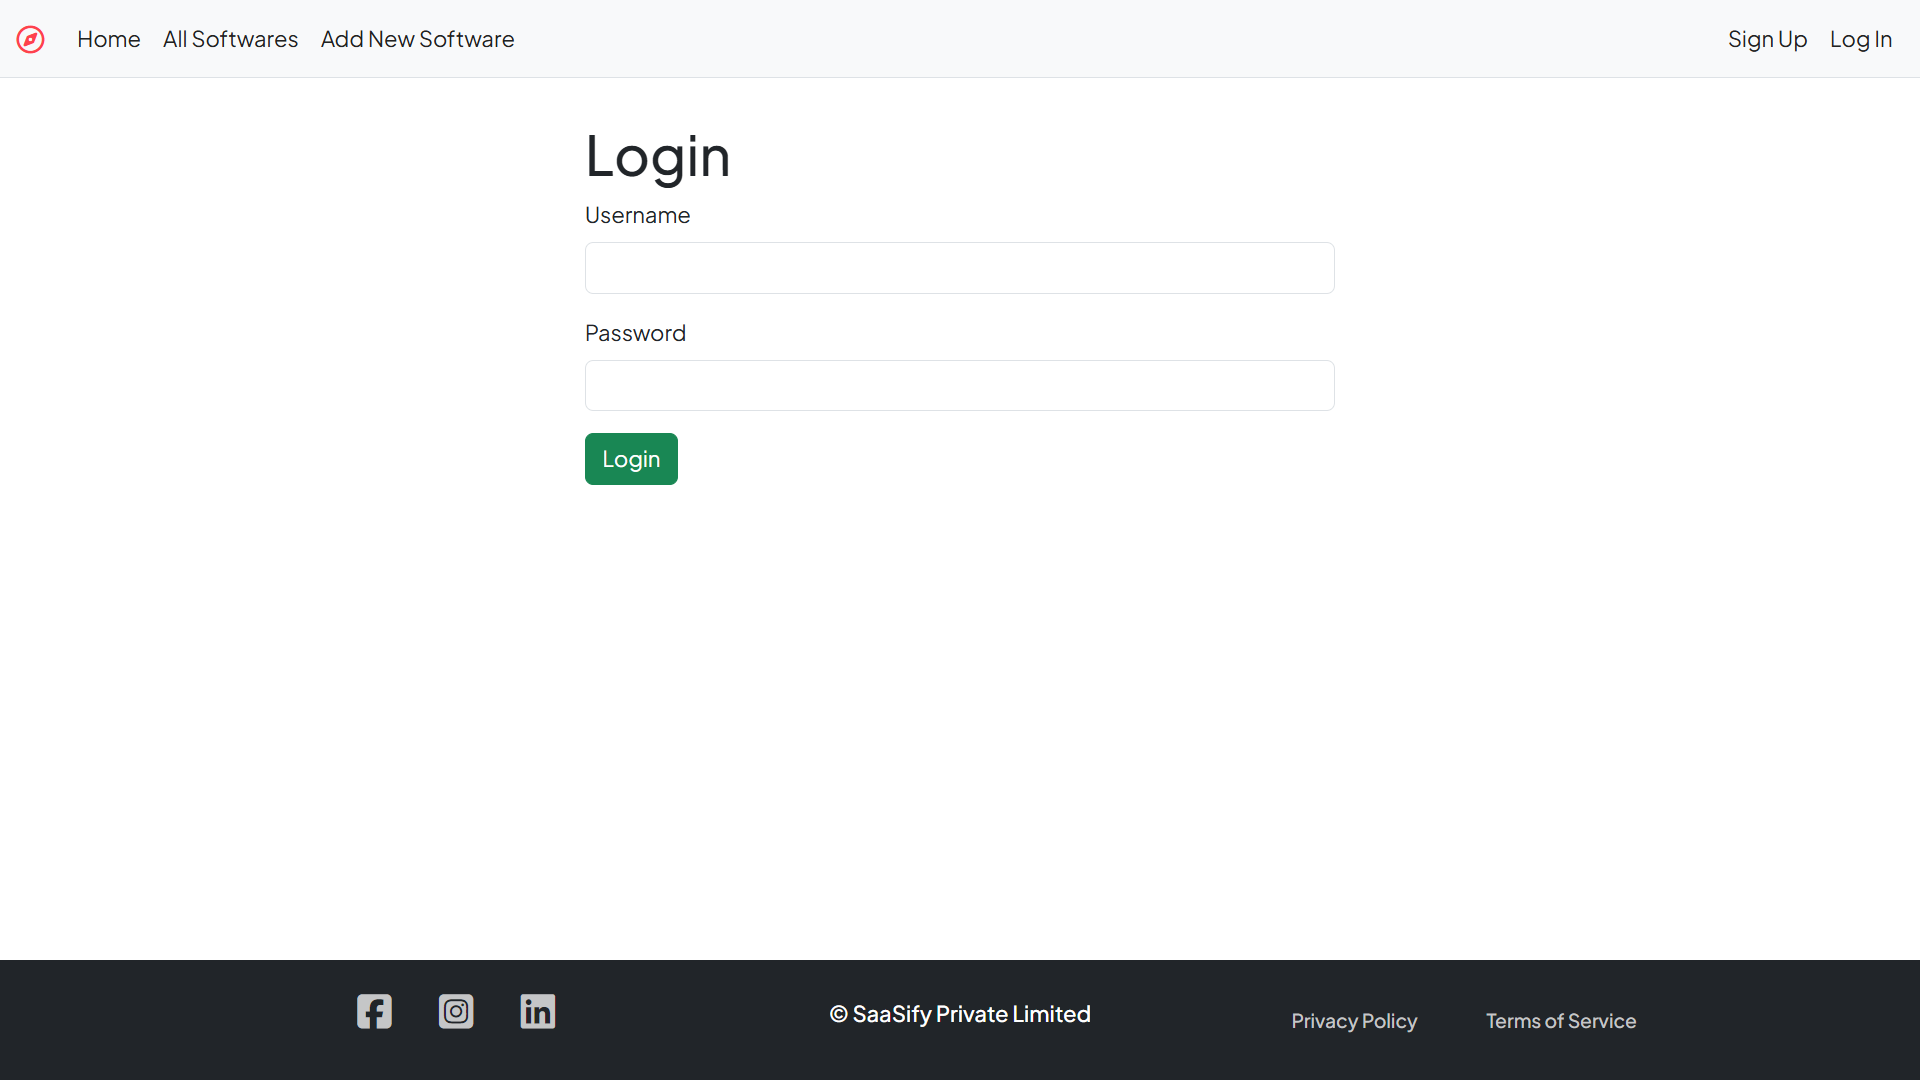 Home All Softwares Add New Software Sign Up Log In
Login
Username
Password
Login
© SaaSify Private Limited
Privacy Policy Terms of Service